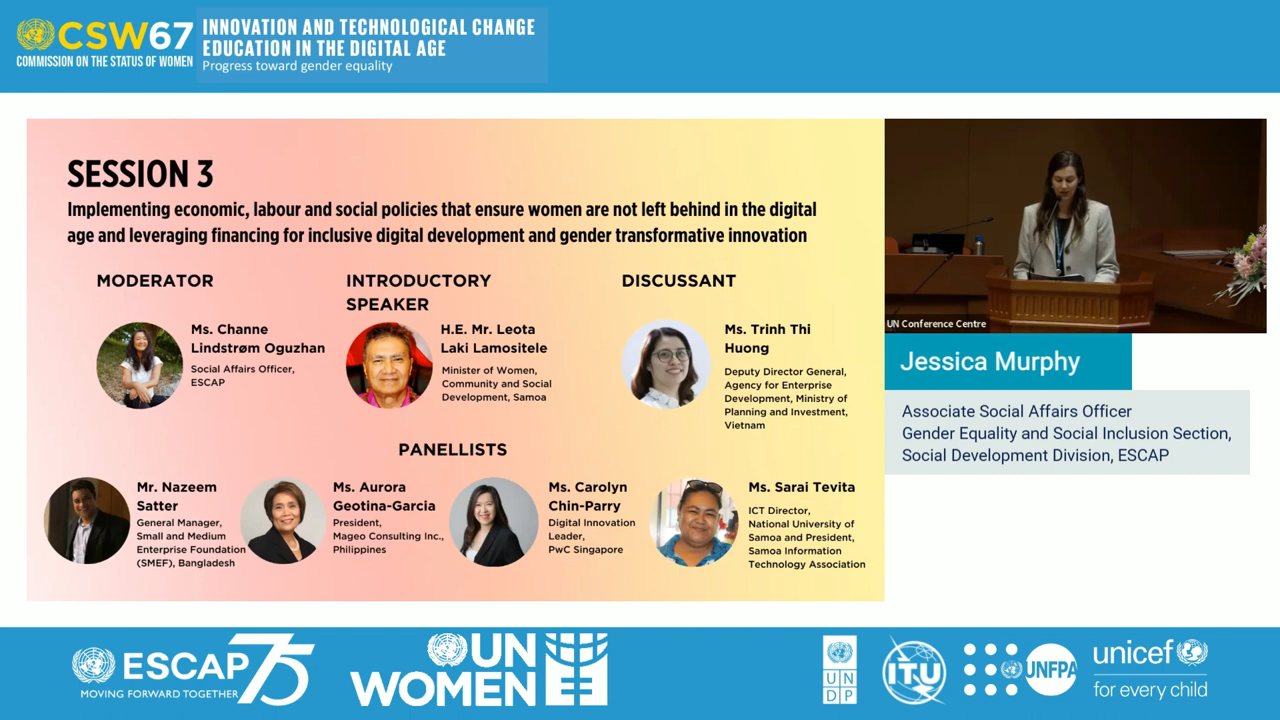 CSW67
COMMISSION ON THE STATUS OF WOMEN
INNOVATION AND TECHNOLOGICAL CHANGE
EDUCATION IN THE DIGITAL AGE
Progress toward gender equality
SESSION 3
Implementing economic, labour and social policies that ensure women are not left behind in the digital
age and leveraging financing for inclusive digital development and gender transformative innovation
MODERATOR
Ms. Channe
Lindstrøm Oguzhan
Social Affairs Officer,
ESCAP
INTRODUCTORY
SPEAKER
H.E. Mr. Leota
Laki Lamositele
Minister of Women,
Community and Social
Development, Samoa
DISCUSSANT
Ms. Trinh Thi
Huong
Deputy Director General,
Agency for Enterprise
Development, Ministry of
Planning and Investment,
Vietnam
PANELLISTS
Mr. Nazeem
Satter
General Manager,
Small and Medium
Enterprise Foundation
(SMEF), Bangladesh
Ms. Aurora
Geotina-Garcia
President,
Mageo Consulting Inc.,
Philippines
Ms. Carolyn
Chin-Parry
Digital Innovation
Leader,
PwC Singapore
Ms. Sarai Tevita
ICT Director,
National University of
Samoa and President,
Samoa Information
Technology Association
UN Conference Centre
Jessica Murphy
Associate Social Affairs Officer
Gender Equality and Social Inclusion Section,
Social Development Division, ESCAP
ESCAP 75
MOVING FORWARD TOGETHER
UN
WOMEN
UN
DP
ITU
UNFPA
unicef
for every child